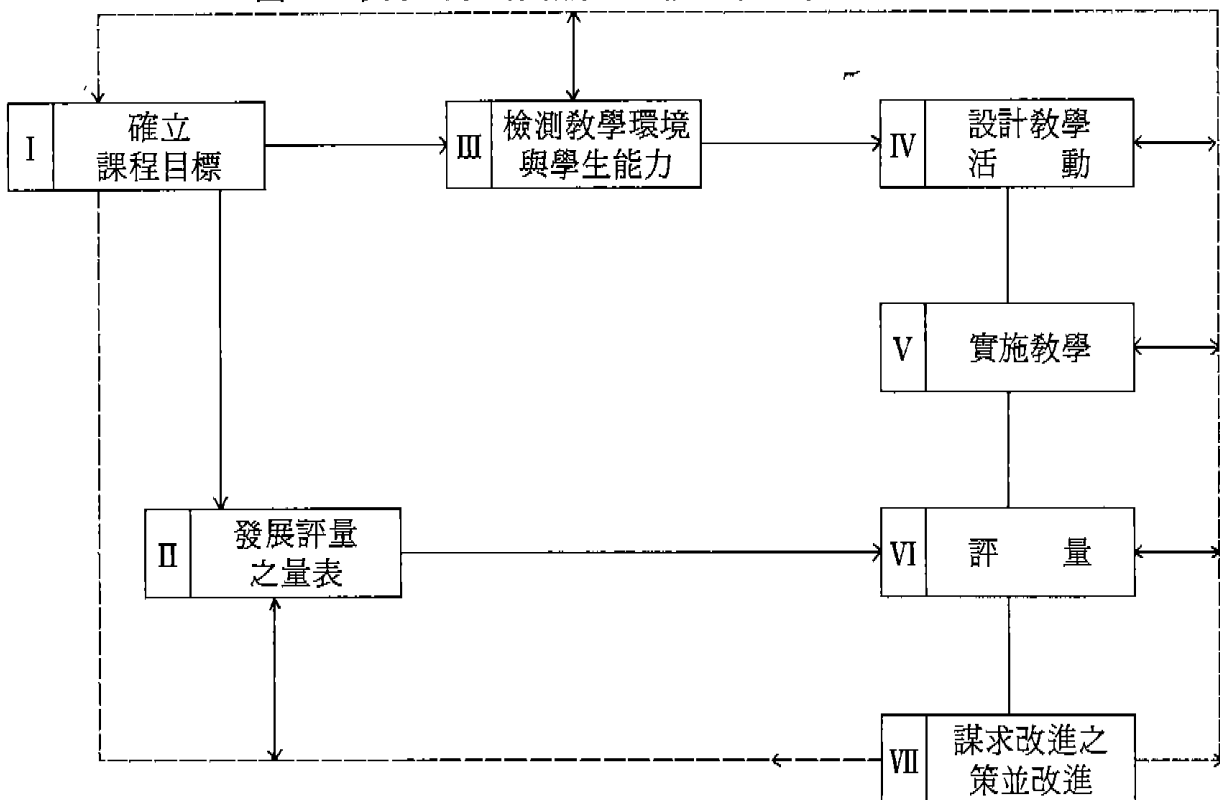 I
確立
課程目標
III
檢測教學環境
與學生能力
IV
設計教學
活 動
V
實施教學
II
發展評量
之量表
VI
評 量
VII
謀求改進之
策並改進